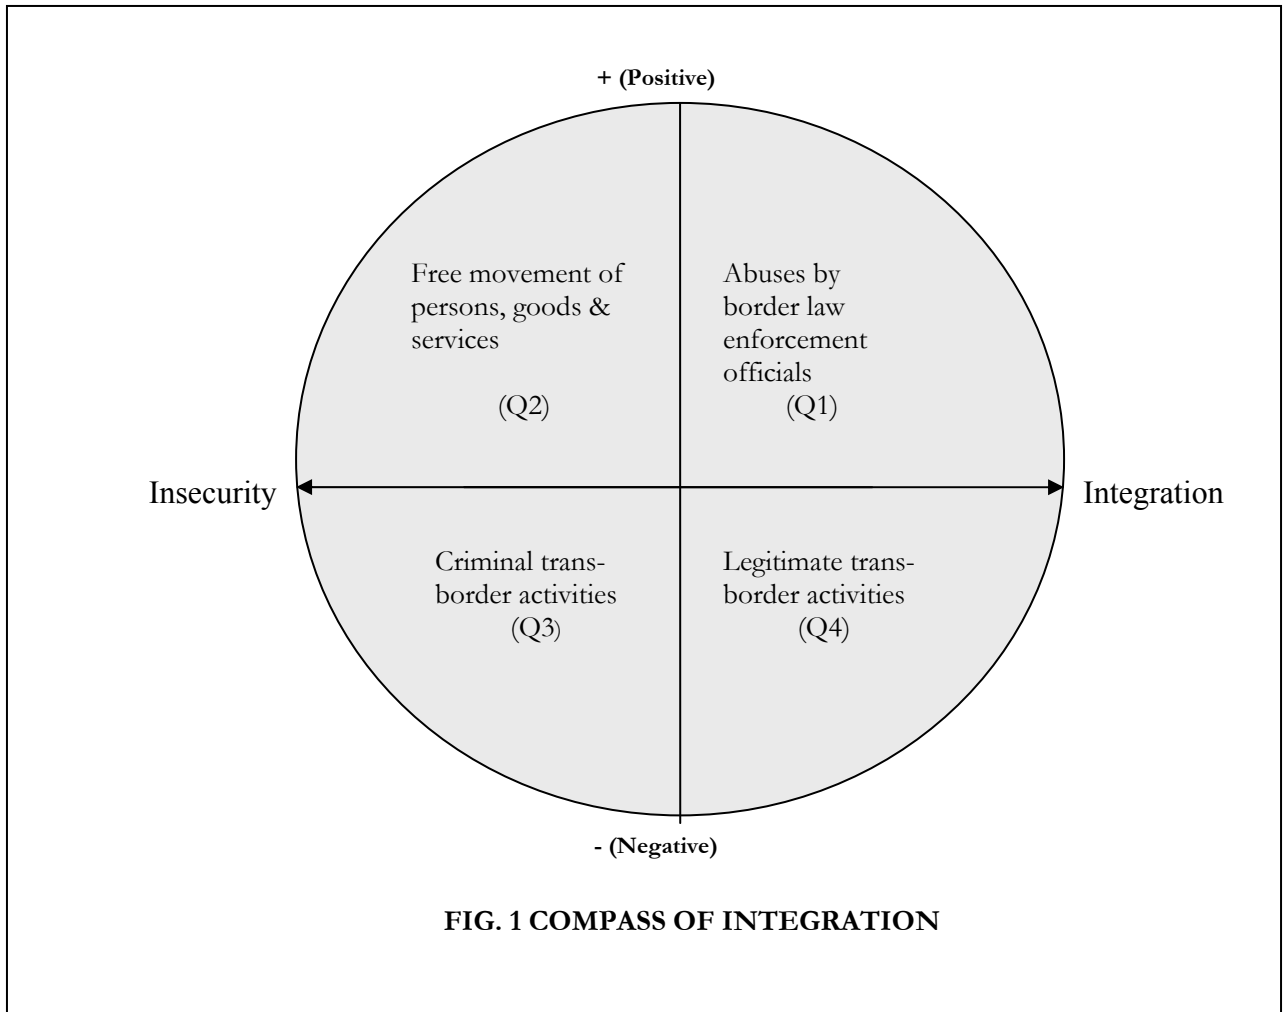 + (Positive)
Free movement of
persons, goods &
services
(Q2)
Abuses by
border law
enforcement
officials
(Q1)
Insecurity
Integration
Criminal trans-
border activities
(Q3)
Legitimate trans-
border activities
(Q4)
- (Negative)
FIG. 1 COMPASS OF INTEGRATION